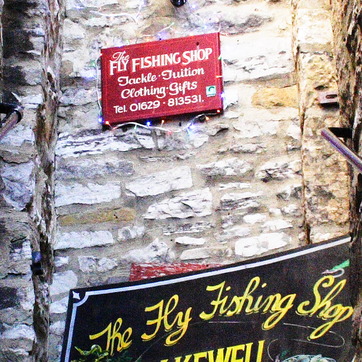 The
FLY FISHING SHOP
Tackle · Tuition
Clothing · Gifts
Tel. 01629 · 813531.
The Fly Fishing Shop